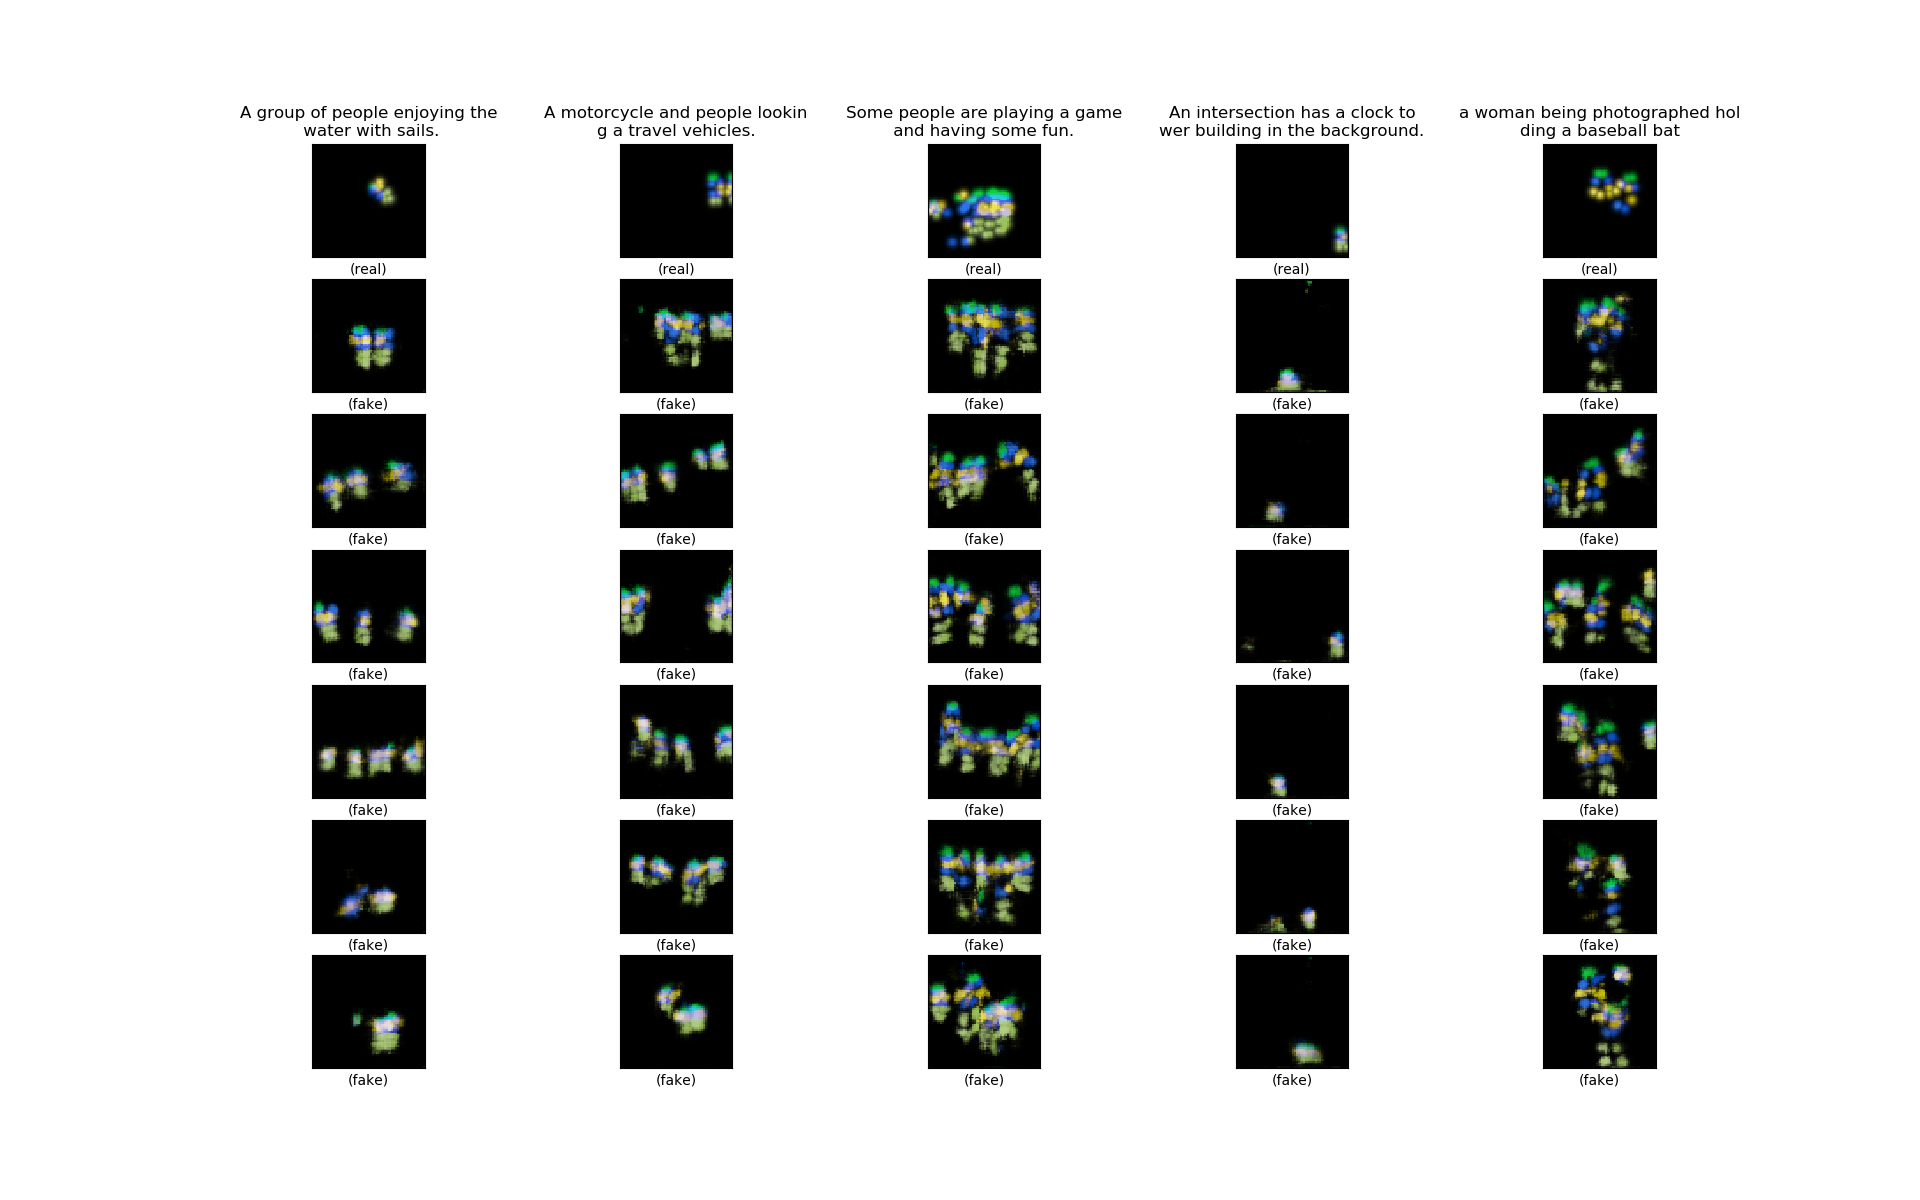 A group of people enjoying the
water with sails.
A motorcycle and people lookin
g a travel vehicles.
Some people are playing a game
and having some fun.
An intersection has a clock to
wer building in the background.
a woman being photographed hol
ding a baseball bat
(real) (real) (real) (real) (real)
(fake) (fake) (fake) (fake) (fake)
(fake) (fake) (fake) (fake) (fake)
(fake) (fake) (fake) (fake) (fake)
(fake) (fake) (fake) (fake) (fake)
(fake) (fake) (fake) (fake) (fake)
(fake) (fake) (fake) (fake) (fake)